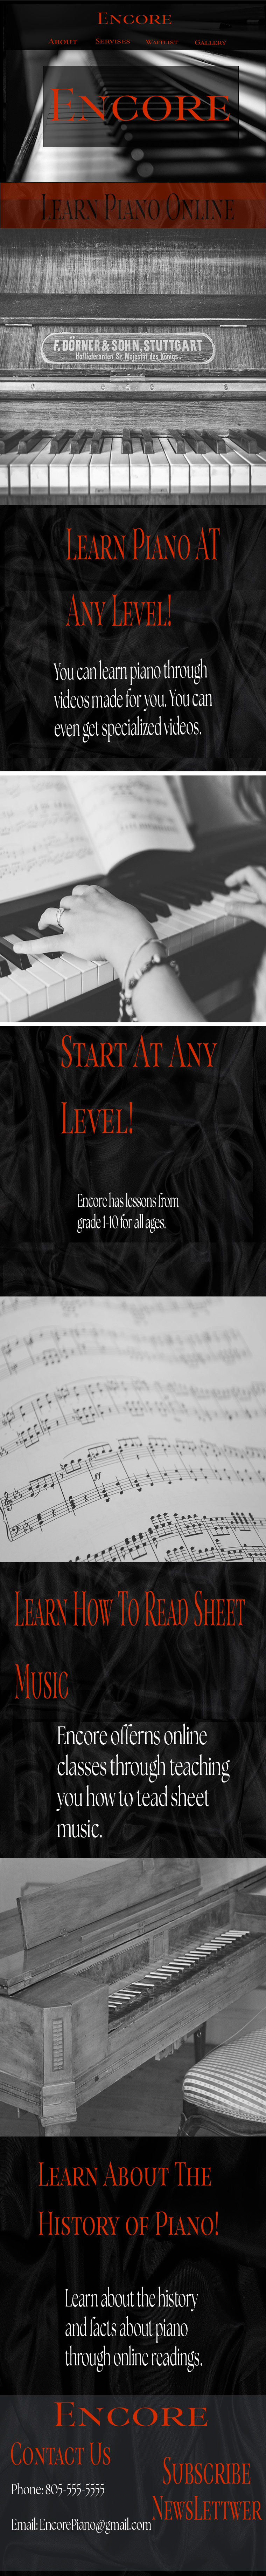 Encore
About Servises Waitlist Gallery
Encore
Learn Piano Online
F. DÖRNER & SOHN, STUTTGART
Hoflieferanten Sr. Majestät des Königs.
Learn Piano AT
Any Level!
You can learn piano through
videos made for you. You can
even get specialized videos.
Start At Any
Level!
Encore has lessons from
grade 1-10 for all ages.
Learn How To Read Sheet
Music
Encore offerns online
classes through teaching
you how to tead sheet
music.
Learn About The
History of Piano!
Learn about the history
and facts about piano
through online readings.
Encore
Contact Us
Subscribe
Phone: 805-555-5555
NewsLettwer
Email: EncorePiano@gmail.com